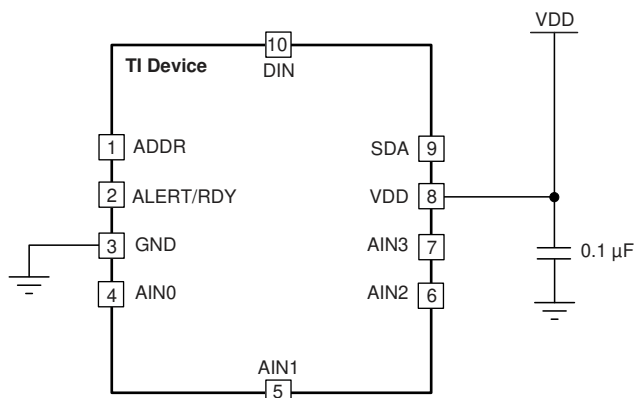 VDD
10
TI Device
DIN
1 ADDR
SDA 9
2 ALERT/RDY
VDD 8
3 GND
AIN3 7
0.1 µF
4 AIN0
AIN2 6
AIN1
5